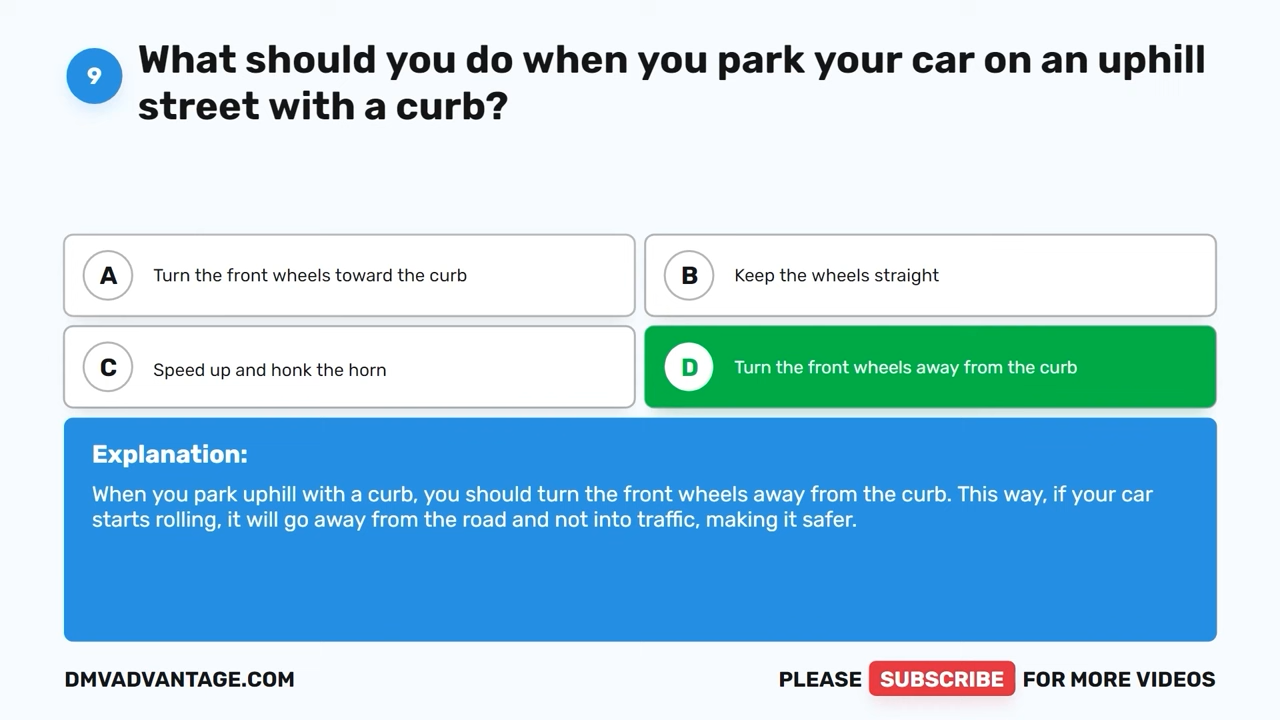 9
What should you do when you park your car on an uphill
street with a curb?
A
Turn the front wheels toward the curb
B
Keep the wheels straight
C
Speed up and honk the horn
D
Turn the front wheels away from the curb
Explanation:
When you park uphill with a curb, you should turn the front wheels away from the curb. This way, if your car
starts rolling, it will go away from the road and not into traffic, making it safer.
DMVADVANTAGE.COM
PLEASE SUBSCRIBE FOR MORE VIDEOS